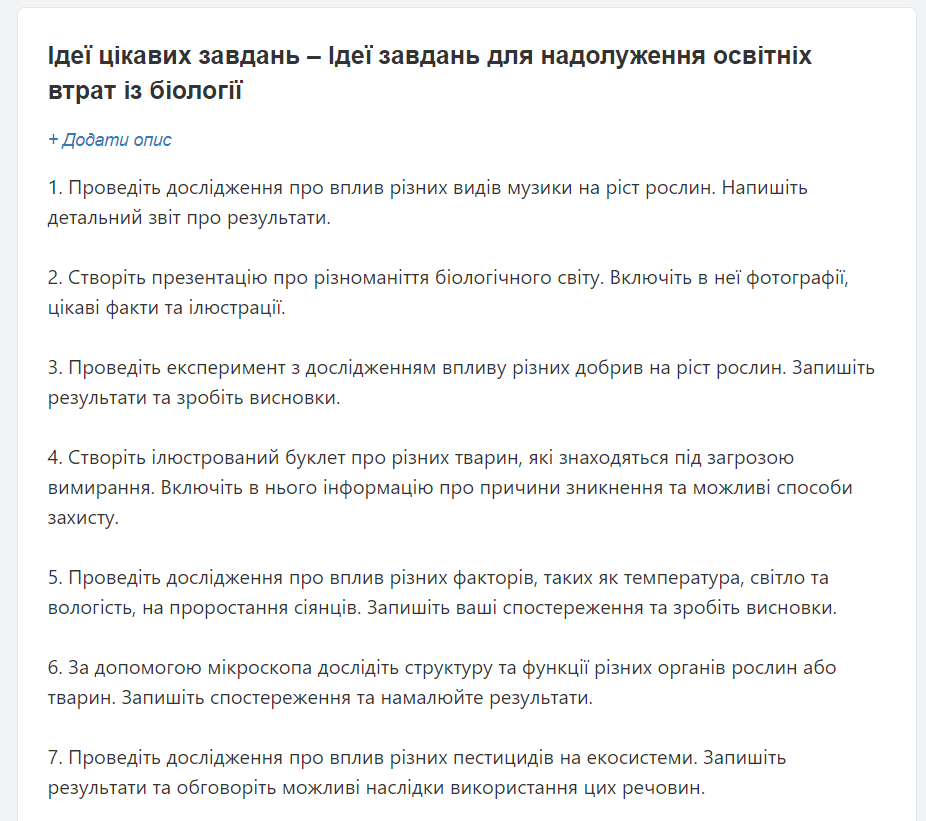 Ідеї цікавих завдань – Ідеї завдань для надолуження освітніх
втрат із біології
+ Додати опис
1. Проведіть дослідження про вплив різних видів музики на ріст рослин. Напишіть
детальний звіт про результати.
2. Створіть презентацію про різноманіття біологічного світу. Включіть в неї фотографії,
цікаві факти та ілюстрації.
3. Проведіть експеримент з дослідженням впливу різних добрив на ріст рослин. Запишіть
результати та зробіть висновки.
4. Створіть ілюстрований буклет про різних тварин, які знаходяться під загрозою
вимирання. Включіть в нього інформацію про причини зникнення та можливі способи
захисту.
5. Проведіть дослідження про вплив різних факторів, таких як температура, світло та
вологість, на проростання сіянців. Запишіть ваші спостереження та зробіть висновки.
6. За допомогою мікроскопа дослідіть структуру та функції різних органів рослин або
тварин. Запишіть спостереження та намалюйте результати.
7. Проведіть дослідження про вплив різних пестицидів на екосистеми. Запишіть
результати та обговоріть можливі наслідки використання цих речовин.